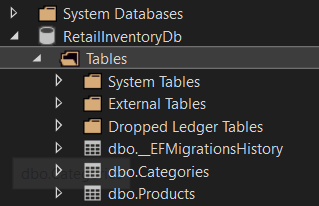 System Databases
RetailInventoryDb
Tables
System Tables
External Tables
Dropped Ledger Tables
dbo.__EFMigrationsHistory
dbo.Categories
dbo.Products